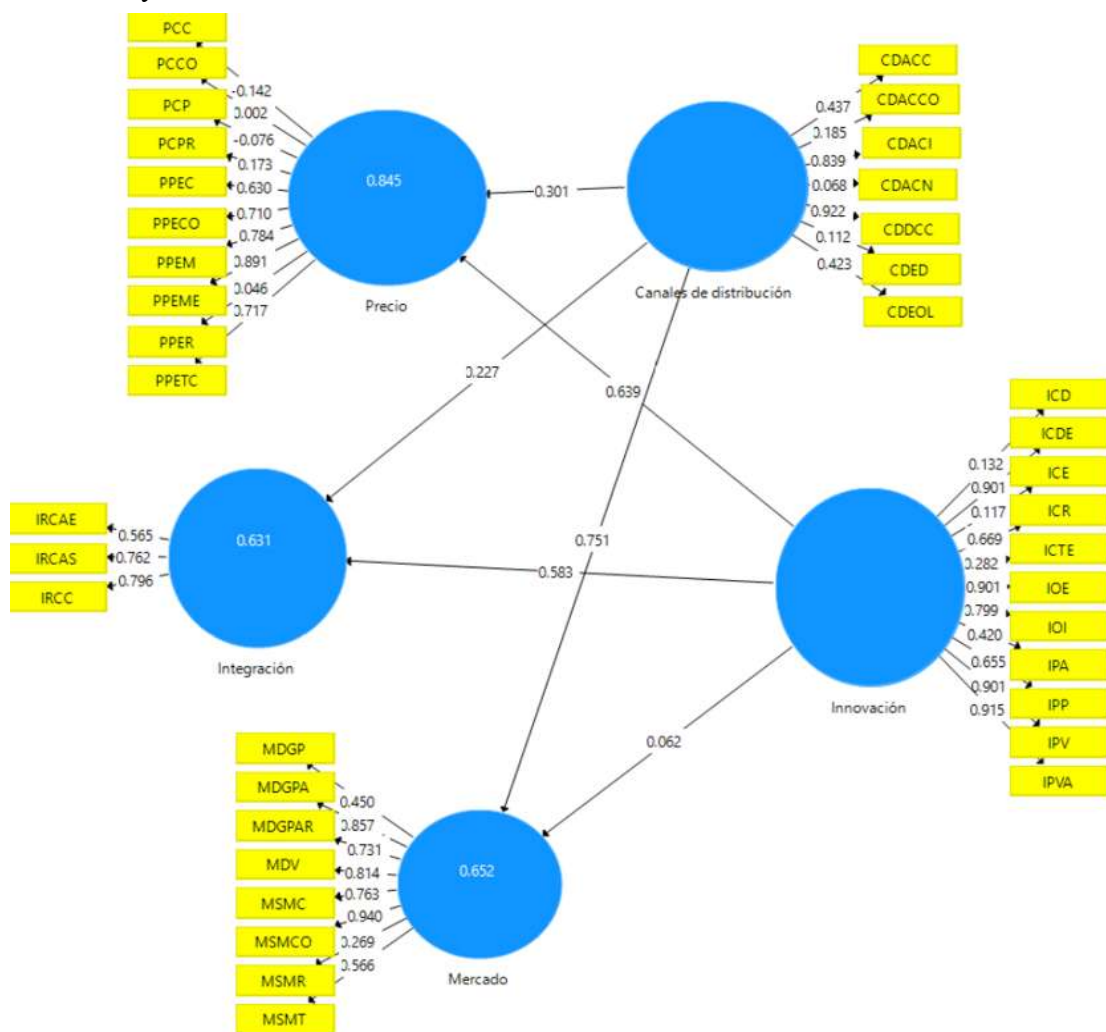 PCC
PCCO
PCP
PCPR
PPEC
PPECO
PPEM
PPEME
PPER
PPETC
-0.142
0.002
-0.076
0.173
0.630
0.710
0.784
0.891
0.046
0.717
0.845
Precio
0.301
Canales de distribución
0.437
0.185
0.839
0.068
0.922
0.112
0.423
CDACC
CDACCO
CDACI
CDACN
CDDCC
CDED
CDEOL
0.227
0.639
0.751
0.583
0.062
IRCAE
IRCAS
IRCC
0.565
0.762
0.796
0.631
Integración
Innovación
0.132
0.901
0.117
0.669
0.282
0.901
0.799
0.420
0.655
0.901
0.915
ICD
ICDE
ICE
ICR
ICTE
IOE
IOI
IPA
IPP
IPV
IPVA
MDGP
MDGPA
MDGPAR
MDV
MSMC
MSMCO
MSMR
MSMT
0.450
0.857
0.731
0.814
0.763
0.940
0.269
0.566
0.652
Mercado